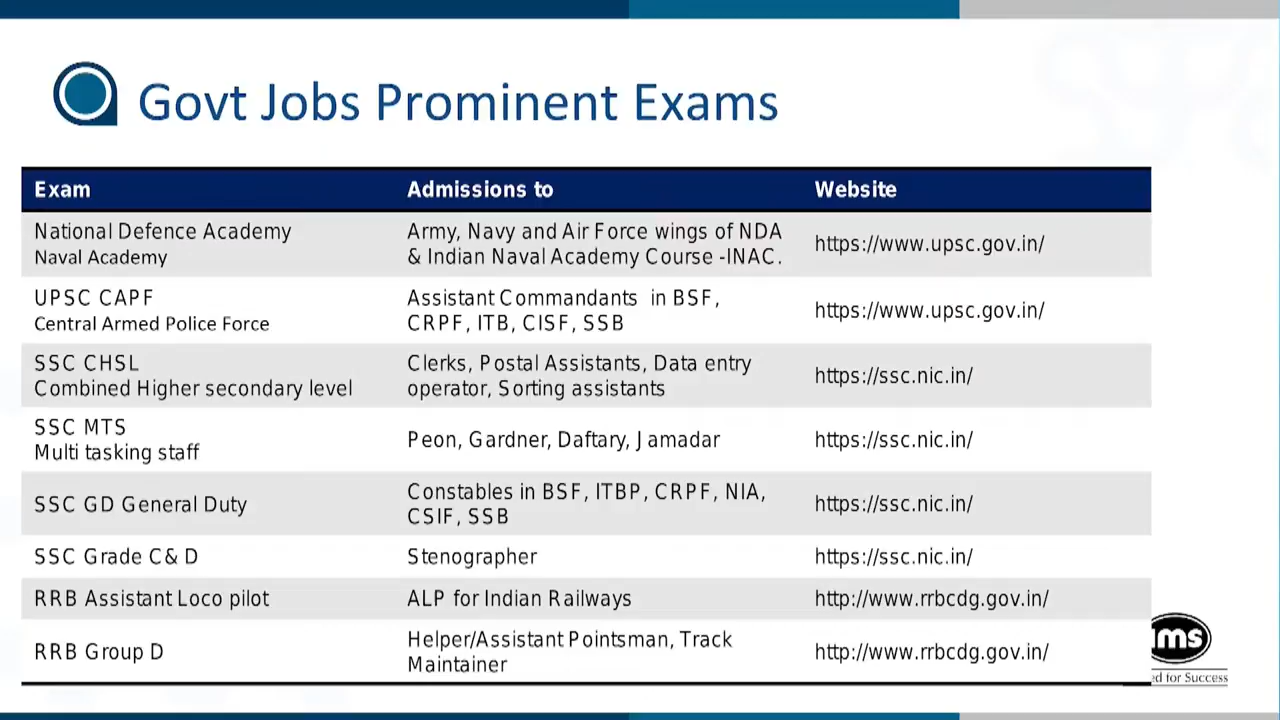 Govt Jobs Prominent Exams
Exam Admissions to Website
National Defence Academy
Naval Academy
Army, Navy and Air Force wings of NDA
& Indian Naval Academy Course -INAC.
https://www.upsc.gov.in/
UPSC CAPF
Central Armed Police Force
Assistant Commandants in BSF,
CRPF, ITB, CISF, SSB
https://www.upsc.gov.in/
SSC CHSL
Combined Higher secondary level
Clerks, Postal Assistants, Data entry
operator, Sorting assistants
https://ssc.nic.in/
SSC MTS
Multi tasking staff
Peon, Gardner, Daftary, Jamadar
https://ssc.nic.in/
SSC GD General Duty
Constables in BSF, ITBP, CRPF, NIA,
CSIF, SSB
https://ssc.nic.in/
SSC Grade C& D
Stenographer
https://ssc.nic.in/
RRB Assistant Loco pilot
ALP for Indian Railways
http://www.rrbcdg.gov.in/
RRB Group D
Helper/Assistant Pointsman, Track
Maintainer
http://www.rrbcdg.gov.in/
for Success